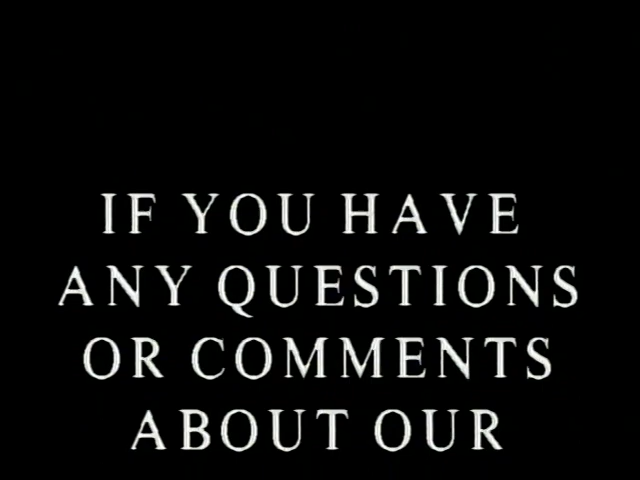 IF YOU HAVE
ANY QUESTIONS
OR COMMENTS
ABOUT OUR